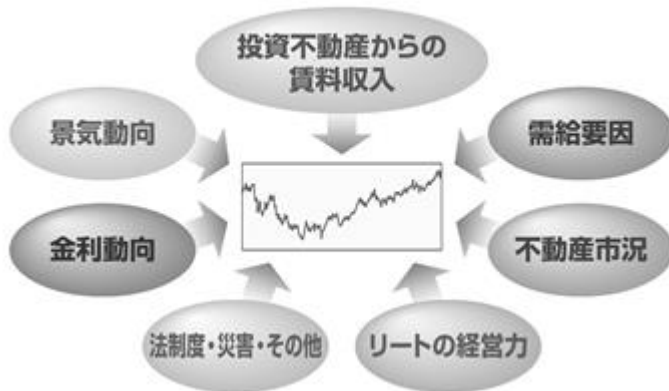 投資不動産からの
賃料収入
景気動向
需給要因
金利動向
不動産市況
法制度・災害・その他
リートの経営力